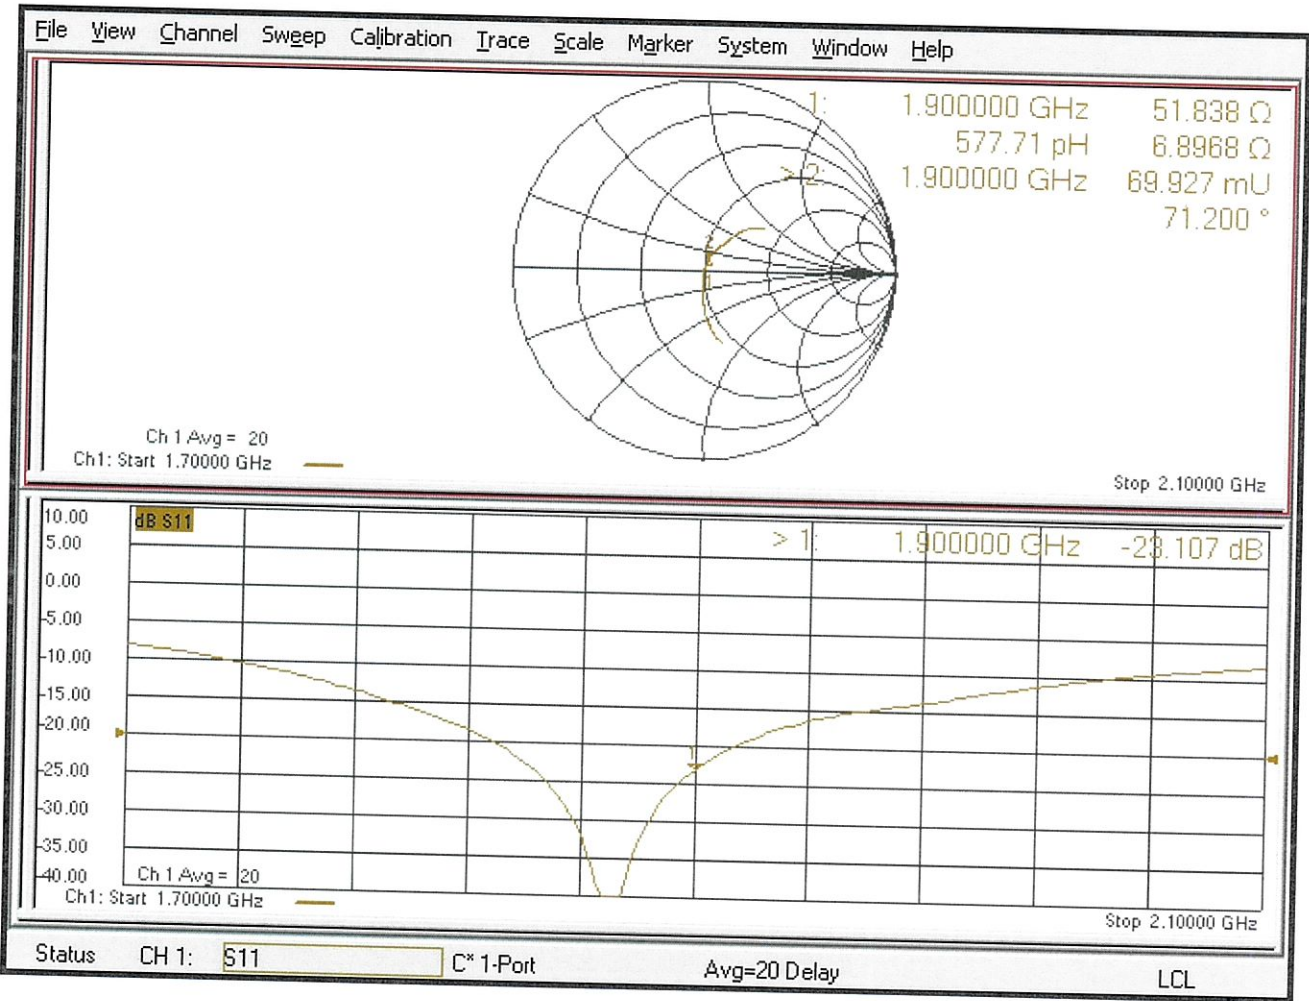 File View Channel Sweep Calibration Trace Scale Marker System Window Help
1: 1.900000 GHz 51.838 Ω
577.71 pH 6.8968 Ω
> 2: 1.900000 GHz 69.927 mU
71.200 °
Ch 1 Avg = 20
Ch1: Start 1.70000 GHz
Stop 2.10000 GHz
10.00
dB S11
> 1: 1.900000 GHz -23.107 dB
5.00
0.00
-5.00
-10.00
-15.00
-20.00
1
-25.00
-30.00
-35.00
-40.00
Ch 1 Avg = 20
Ch1: Start 1.70000 GHz
Stop 2.10000 GHz
Status CH 1: S11 C* 1-Port Avg=20 Delay LCL